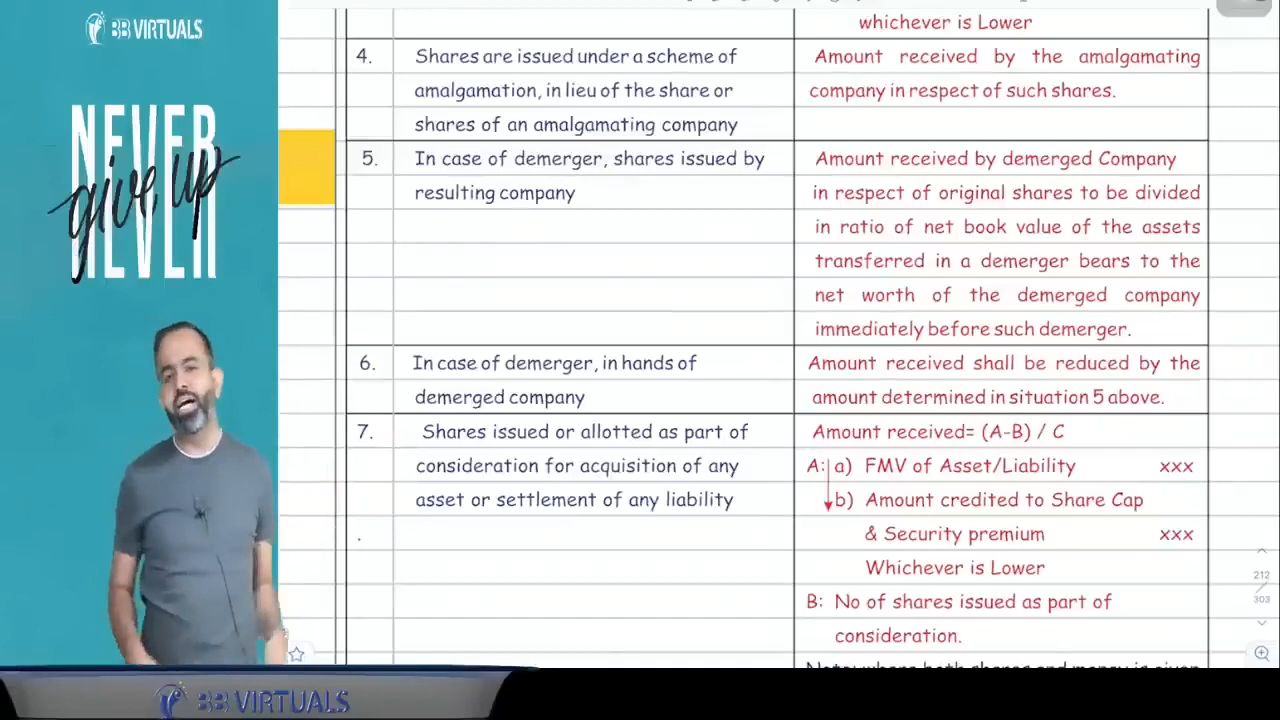 BB VIRTUALS
NEVER
give up
NEVER
whichever is Lower
4. Shares are issued under a scheme of
amalgamation, in lieu of the share or
shares of an amalgamating company
Amount received by the amalgamating
company in respect of such shares.
5. In case of demerger, shares issued by
resulting company
Amount received by demerged Company
in respect of original shares to be divided
in ratio of net book value of the assets
transferred in a demerger bears to the
net worth of the demerged company
immediately before such demerger.
6. In case of demerger, in hands of
demerged company
Amount received shall be reduced by the
amount determined in situation 5 above.
7. Shares issued or allotted as part of
consideration for acquisition of any
asset or settlement of any liability
.
Amount received= (A-B) / C
A: a) FMV of Asset/Liability xxx
b) Amount credited to Share Cap
& Security premium xxx
Whichever is Lower
B: No of shares issued as part of
consideration.
212
303
BB VIRTUALS